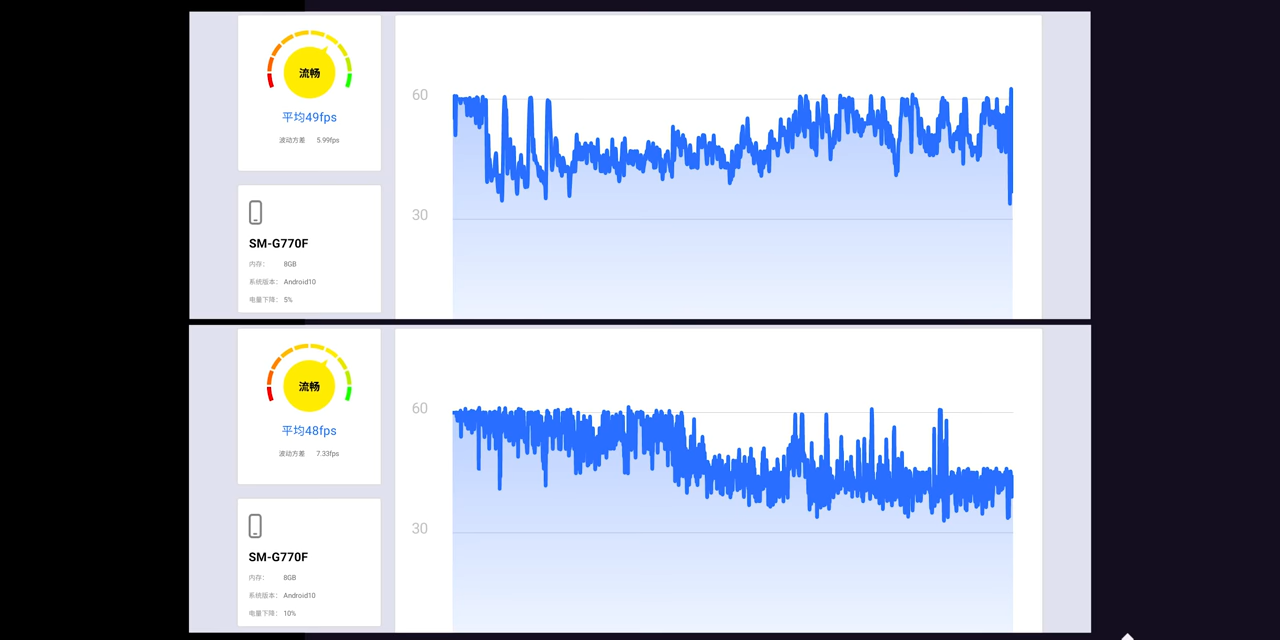 流畅
平均49fps
波动方差 5.99fps
SM-G770F
内存: 8GB
系统版本: Android10
电量下降: 5%
60
30
流畅
平均48fps
波动方差 7.33fps
SM-G770F
内存: 8GB
系统版本: Android10
电量下降: 10%
60
30